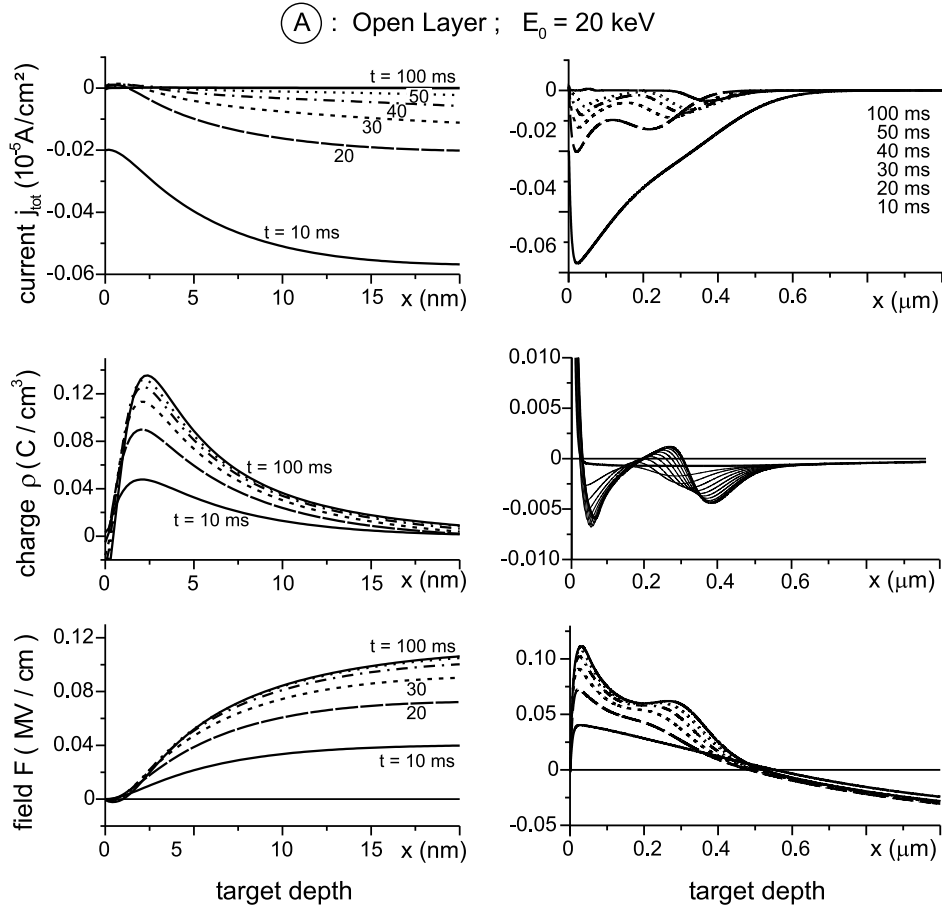 A : Open Layer ; E₀ = 20 keV
current j_tot (10⁻⁵A/cm²)
0
-0.02
-0.04
-0.06
t = 100 ms
50
40
30
20
t = 10 ms
0
5
10
15
x (nm)
0
-0.02
-0.04
-0.06
100 ms
50 ms
40 ms
30 ms
20 ms
10 ms
0
0.2
0.4
0.6
x (μm)
charge ρ ( C / cm³)
0.12
0.08
0.04
0
t = 100 ms
t = 10 ms
0
5
10
15
x (nm)
0.010
0.005
0
-0.005
-0.010
0
0.2
0.4
0.6
x (μm)
field F ( MV / cm)
0.12
0.08
0.04
0
t = 100 ms
30
20
t = 10 ms
0
5
10
15
x (nm)
0.10
0.05
0
-0.05
0
0.2
0.4
0.6
x (μm)
target depth
target depth